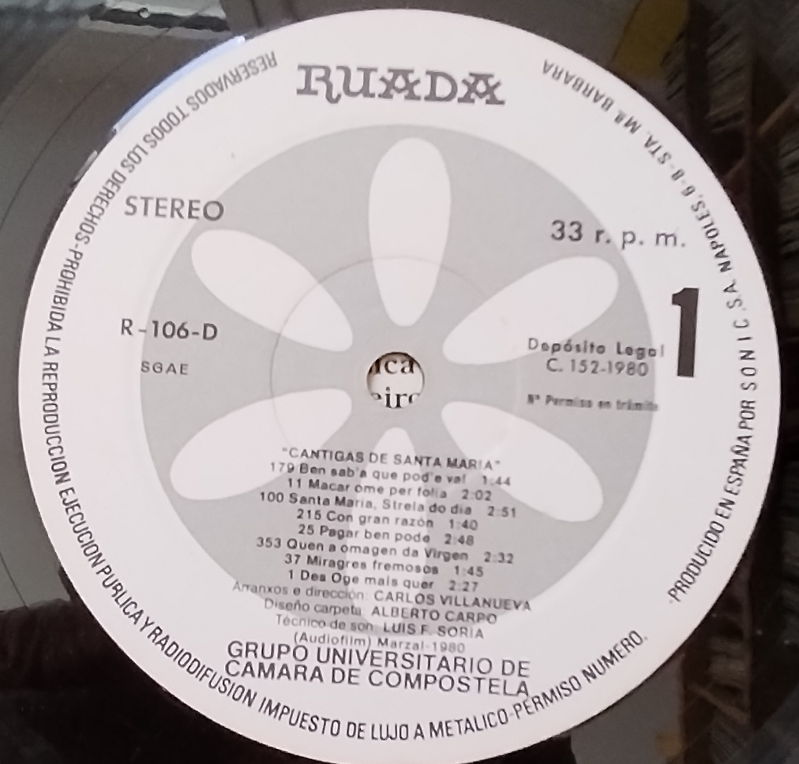 RUADA
STEREO
33 r. p. m.
1
R-106-D
SGAE
Depósito Legal
C. 152-1980
Nº Permiso en trámite
ica
eiro
"CANTIGAS DE SANTA MARIA"
179 Ben sab'a que pod'e val 1:44
11 Macar ome per folia 2:02
100 Santa Maria, Strela do dia 2:51
215 Con gran razón 1:40
25 Pagar ben pode 2:48
353 Quen a omagen da Virgen 2:32
37 Miragres fremosos 1:45
1 Des Oge mais quer 2:27
Arranxos e dirección: CARLOS VILLANUEVA
Diseño carpeta: ALBERTO CARPO
Técnico de son: LUIS F. SORIA
(Audiofilm) Marzal-1980
GRUPO UNIVERSITARIO DE
CAMARA DE COMPOSTELA
RESERVADOS TODOS LOS DERECHOS-PROHIBIDA LA REPRODUCCION EJECUCION PUBLICA Y RADIODIFUSION IMPUESTO DE LUJO A METALICO-PERMISO NUMERO.
-PRODUCIDO EN ESPAÑA POR SONIC, S.A. NAPOLES, 6-8-STA. Mª BARBARA